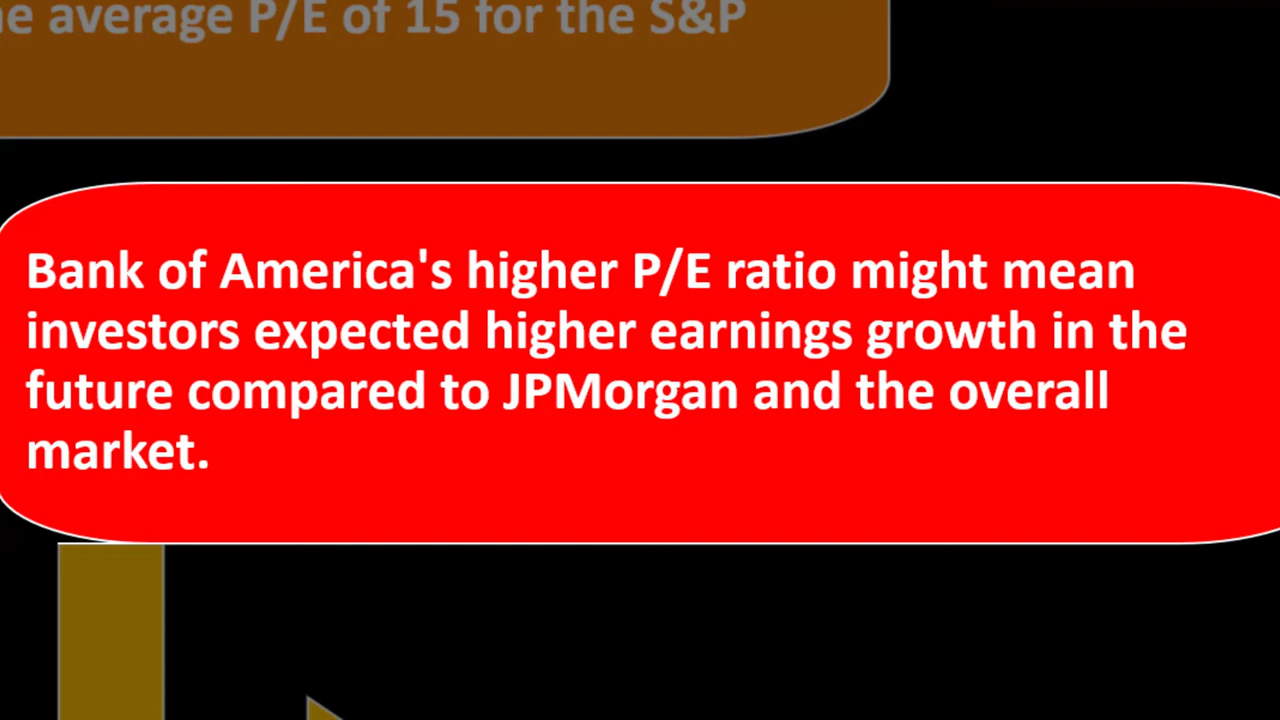 e average P/E of 15 for the S&P
Bank of America's higher P/E ratio might mean
investors expected higher earnings growth in the
future compared to JPMorgan and the overall
market.